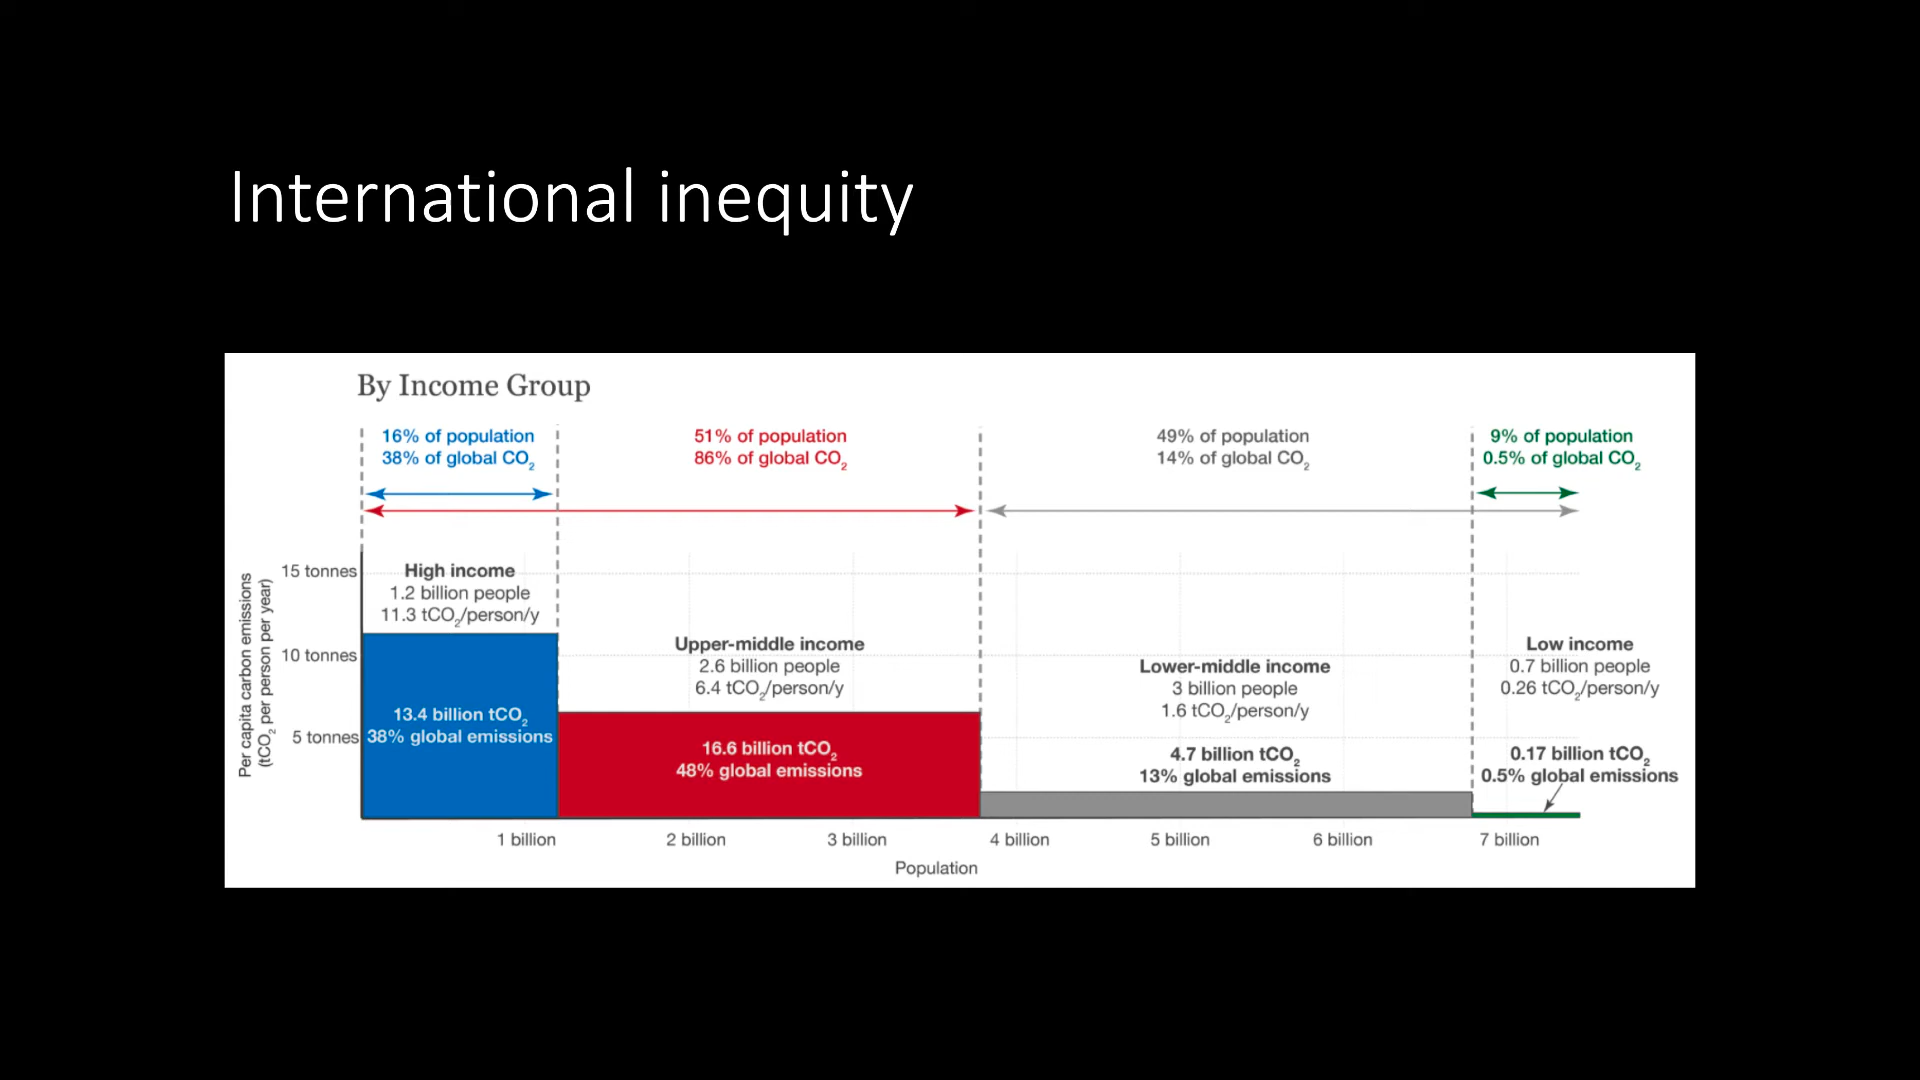 International inequity
By Income Group
16% of population
38% of global CO₂
51% of population
86% of global CO₂
49% of population
14% of global CO₂
9% of population
0.5% of global CO₂
Per capita carbon emissions
(tCO₂ per person per year)
15 tonnes
10 tonnes
5 tonnes
High income
1.2 billion people
11.3 tCO₂/person/y
13.4 billion tCO₂
38% global emissions
Upper-middle income
2.6 billion people
6.4 tCO₂/person/y
16.6 billion tCO₂
48% global emissions
Lower-middle income
3 billion people
1.6 tCO₂/person/y
4.7 billion tCO₂
13% global emissions
Low income
0.7 billion people
0.26 tCO₂/person/y
0.17 billion tCO₂
0.5% global emissions
1 billion
2 billion
3 billion
4 billion
5 billion
6 billion
7 billion
Population